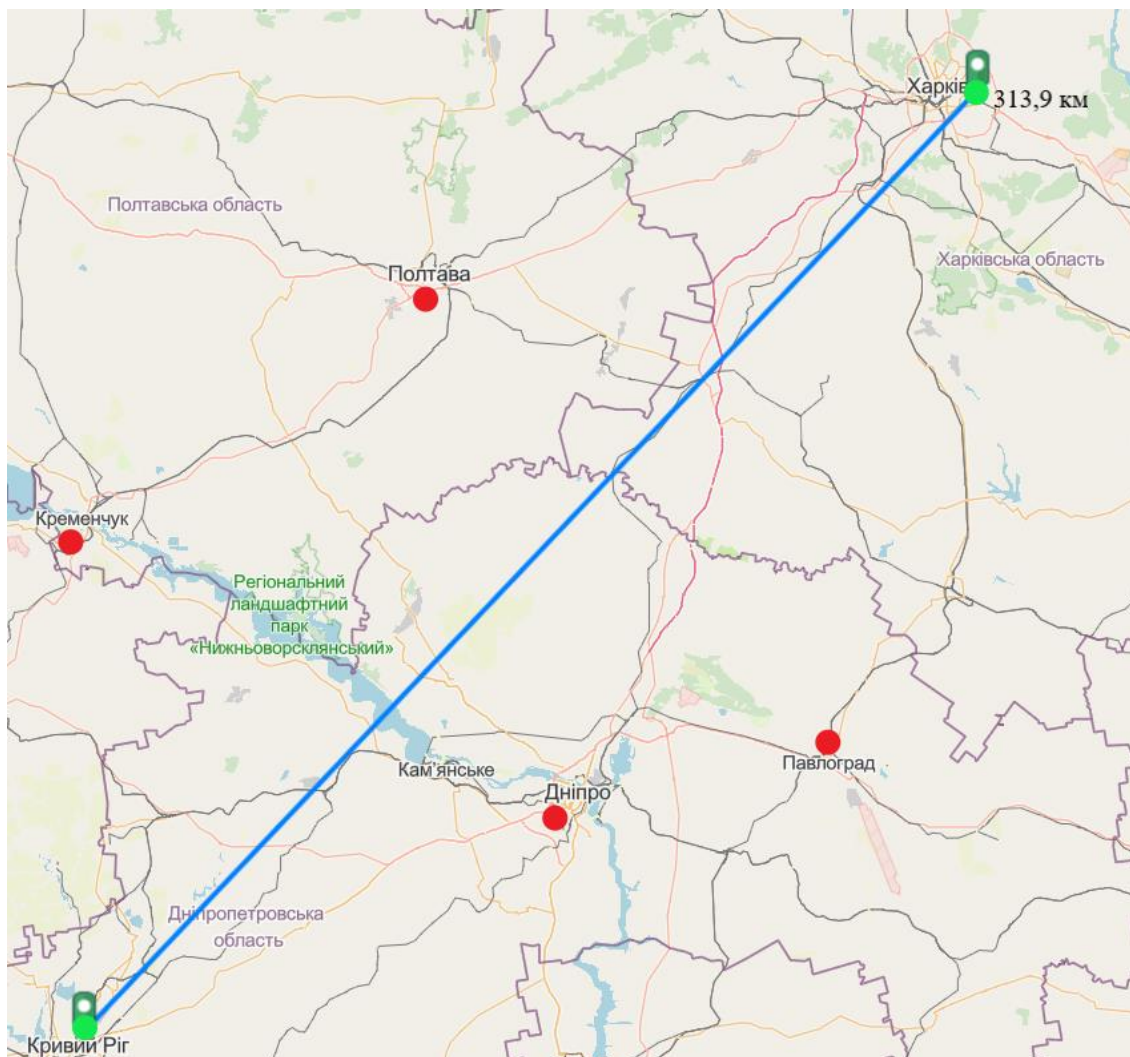 Харків
313,9 км
Полтавська область
Харківська область
Полтава
Кременчук
Регіональний
ландшафтний
парк
«Нижньоворсклянський»
Павлоград
Кам'янське
Дніпро
Дніпропетровська
область
Кривий Ріг